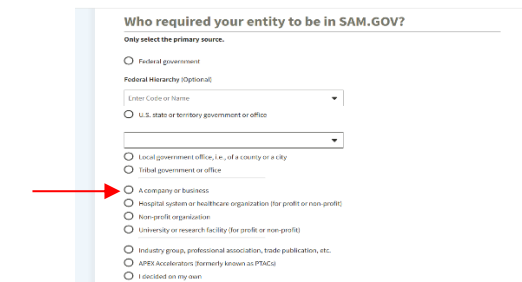 Who required your entity to be in SAM.GOV?
Only select the primary source.
Federal government
Federal Hierarchy (Optional)
Enter Code or Name
U.S. state or territory government or office
Local government office, i.e., of a county or a city
Tribal government or office
A company or business
Hospital system or healthcare organization (for profit or non-profit)
Non-profit organization
University or research facility (for profit or non-profit)
Industry group, professional association, trade publication, etc.
APEX Accelerators (formerly known as PTACs)
I decided on my own